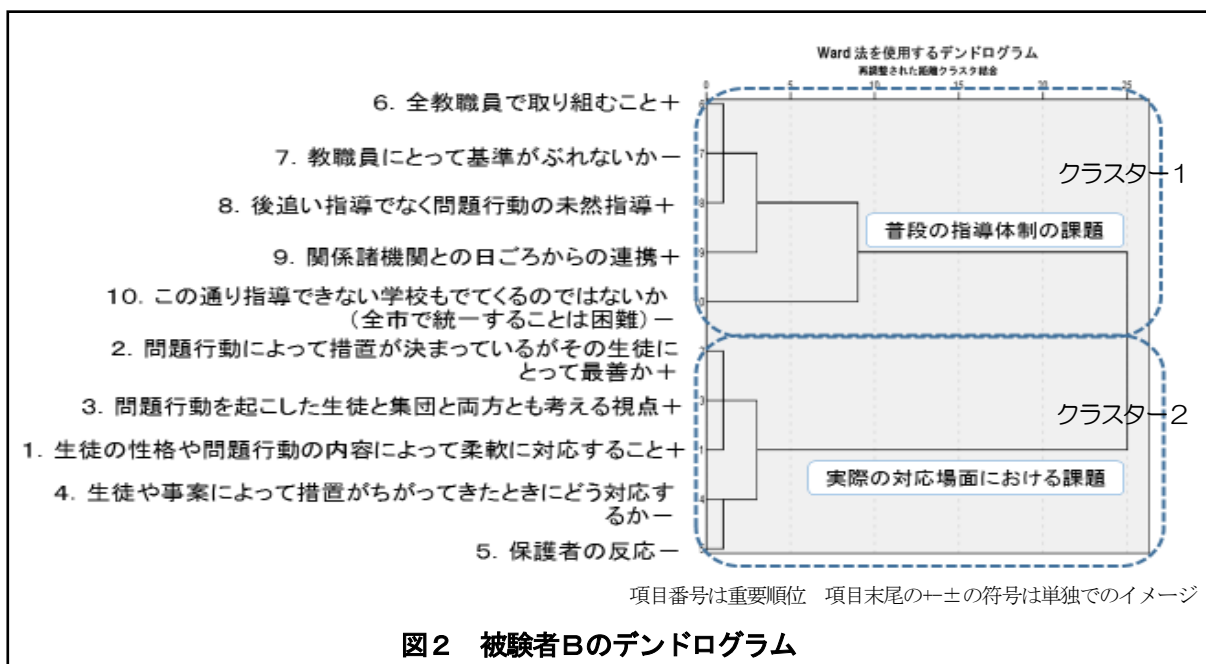 Ward 法を使用するデンドログラム
再調整された距離クラスタ結合
0 5 10 15 20 25
6. 全教職員で取り組むこと＋
7. 教職員にとって基準がぶれないか－
8. 後追い指導でなく問題行動の未然指導＋
9. 関係諸機関との日ごろからの連携＋
10. この通り指導できない学校もでてくるのではないか
（全市で統一することは困難）－
2. 問題行動によって措置が決まっているがその生徒に
とって最善か＋
3. 問題行動を起こした生徒と集団と両方とも考える視点＋
1. 生徒の性格や問題行動の内容によって柔軟に対応すること＋
4. 生徒や事案によって措置がちがってきたときにどう対応す
るか－
5. 保護者の反応－
クラスター1
普段の指導体制の課題
クラスター2
実際の対応場面における課題
項目番号は重要順位 項目末尾の＋－±の符号は単独でのイメージ
図２ 被験者Ｂのデンドログラム